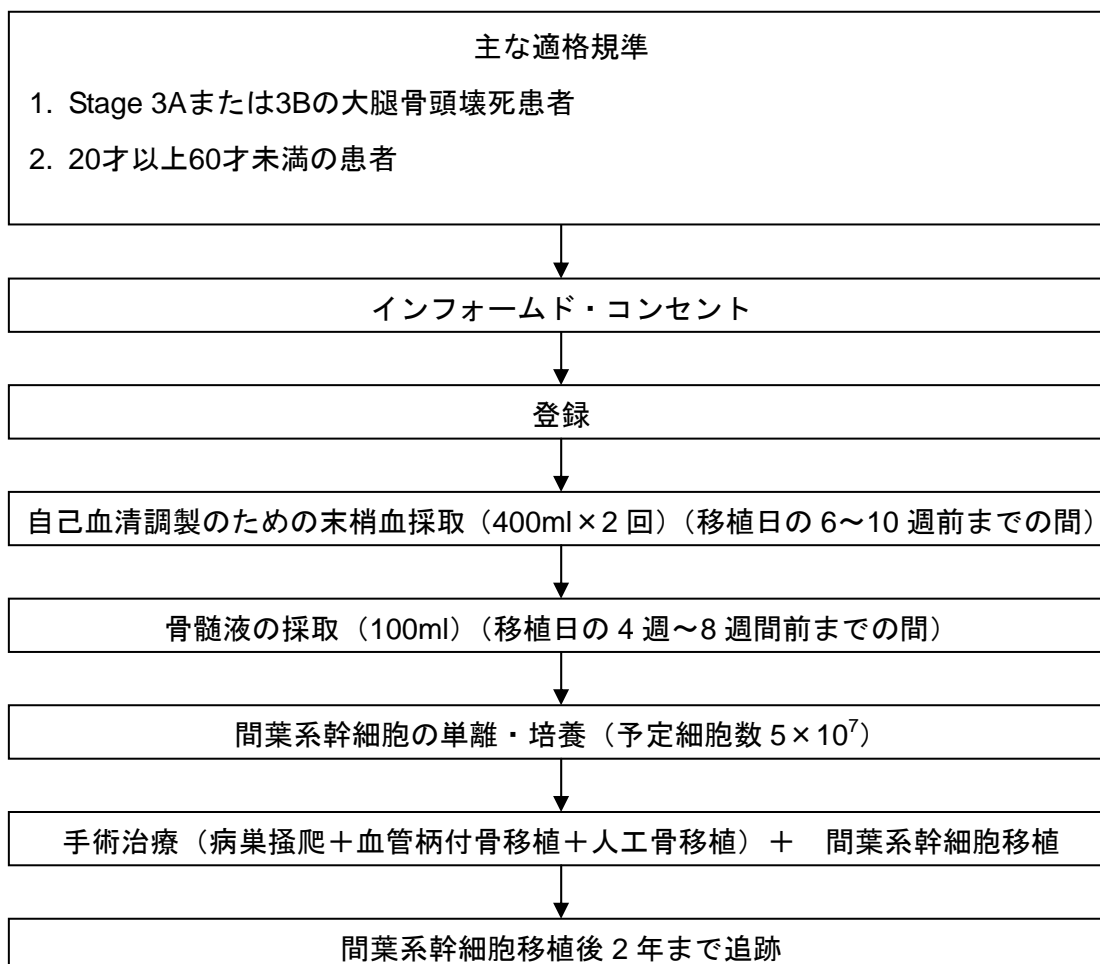 主な適格規準
1. Stage 3Aまたは3Bの大腿骨頭壊死患者
2. 20才以上60才未満の患者
インフォームド・コンセント
登録
自己血清調製のための末梢血採取（400ml×2 回）（移植日の 6～10 週前までの間）
骨髄液の採取（100ml）（移植日の 4 週～8 週間前までの間）
間葉系幹細胞の単離・培養（予定細胞数 5×10⁷）
手術治療（病巣掻爬＋血管柄付骨移植＋人工骨移植）＋　間葉系幹細胞移植
間葉系幹細胞移植後 2 年まで追跡